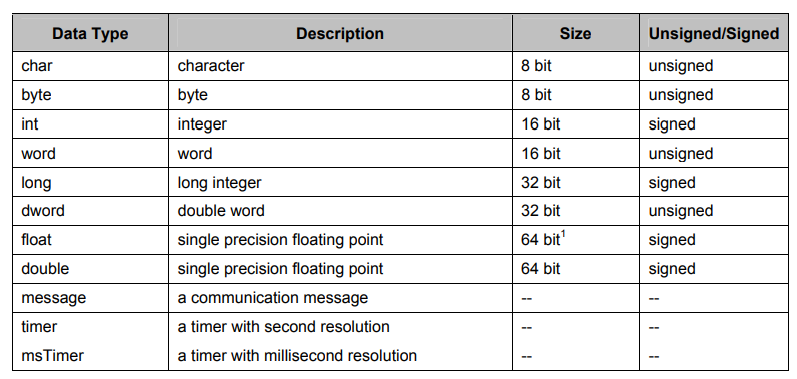 Data Type Description Size Unsigned/Signed
char character 8 bit unsigned
byte byte 8 bit unsigned
int integer 16 bit signed
word word 16 bit unsigned
long long integer 32 bit signed
dword double word 32 bit unsigned
float single precision floating point 64 bit¹ signed
double single precision floating point 64 bit signed
message a communication message -- --
timer a timer with second resolution -- --
msTimer a timer with millisecond resolution -- --